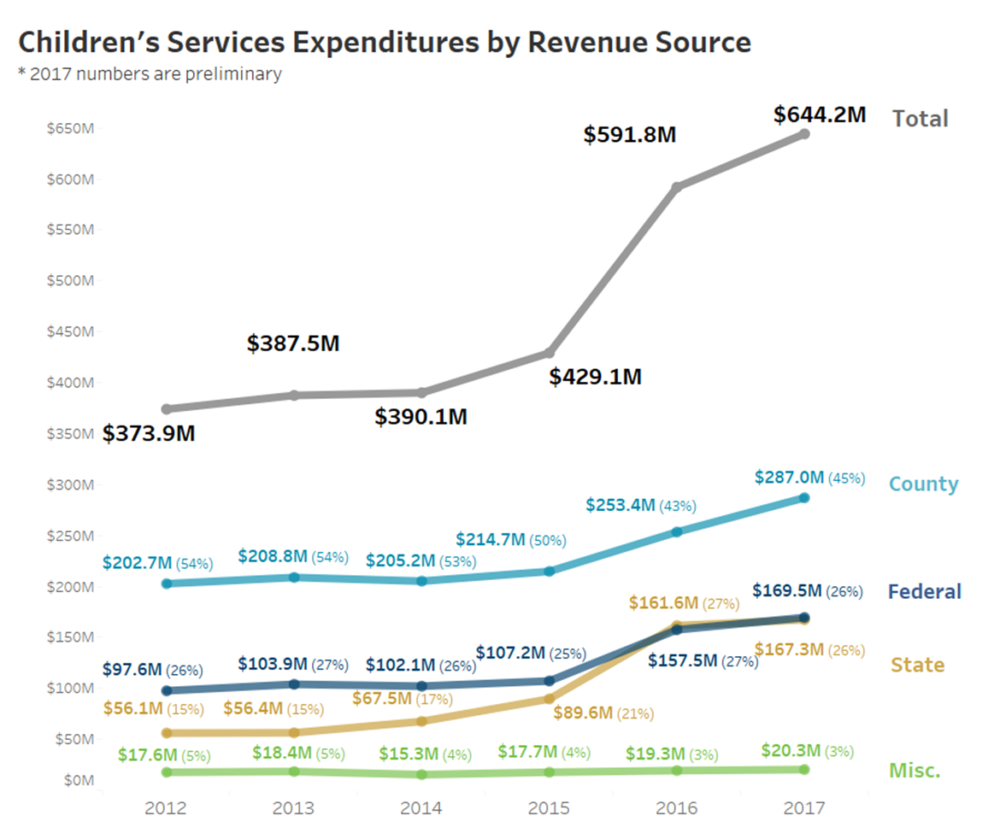 Children's Services Expenditures by Revenue Source
* 2017 numbers are preliminary
$644.2M Total
$650M
$591.8M
$600M
$550M
$500M
$450M
$387.5M
$429.1M
$400M
$390.1M
$350M $373.9M
$300M
$287.0M (45%) County
$253.4M (43%)
$250M
$214.7M (50%)
$202.7M (54%) $208.8M (54%) $205.2M (53%)
$200M
$169.5M (26%) Federal
$161.6M (27%)
$150M
$167.3M (26%)
$97.6M (26%) $103.9M (27%) $102.1M (26%) $107.2M (25%) $157.5M (27%) State
$100M
$67.5M (17%)
$56.1M (15%) $56.4M (15%) $89.6M (21%)
$50M
$17.6M (5%) $18.4M (5%) $15.3M (4%) $17.7M (4%) $19.3M (3%) $20.3M (3%)
Misc.
$0M
2012 2013 2014 2015 2016 2017